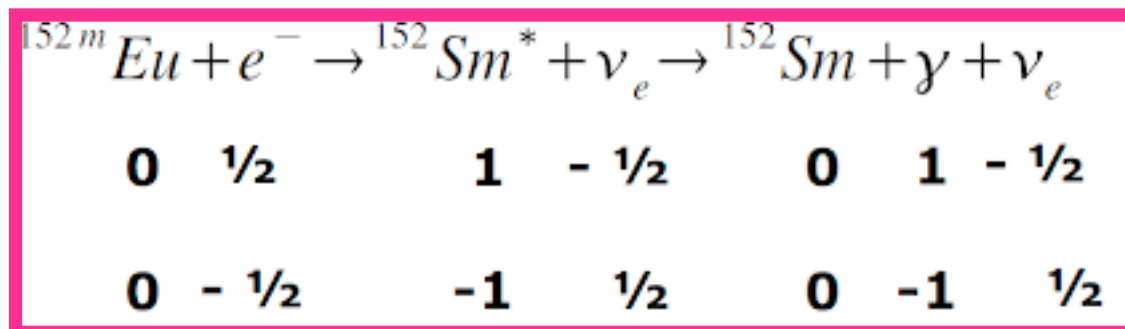 ¹⁵²ᵐEu + e⁻ → ¹⁵²Sm* + νₑ → ¹⁵²Sm + γ + νₑ
0 ½ 1 - ½ 0 1 - ½
0 - ½ -1 ½ 0 -1 ½